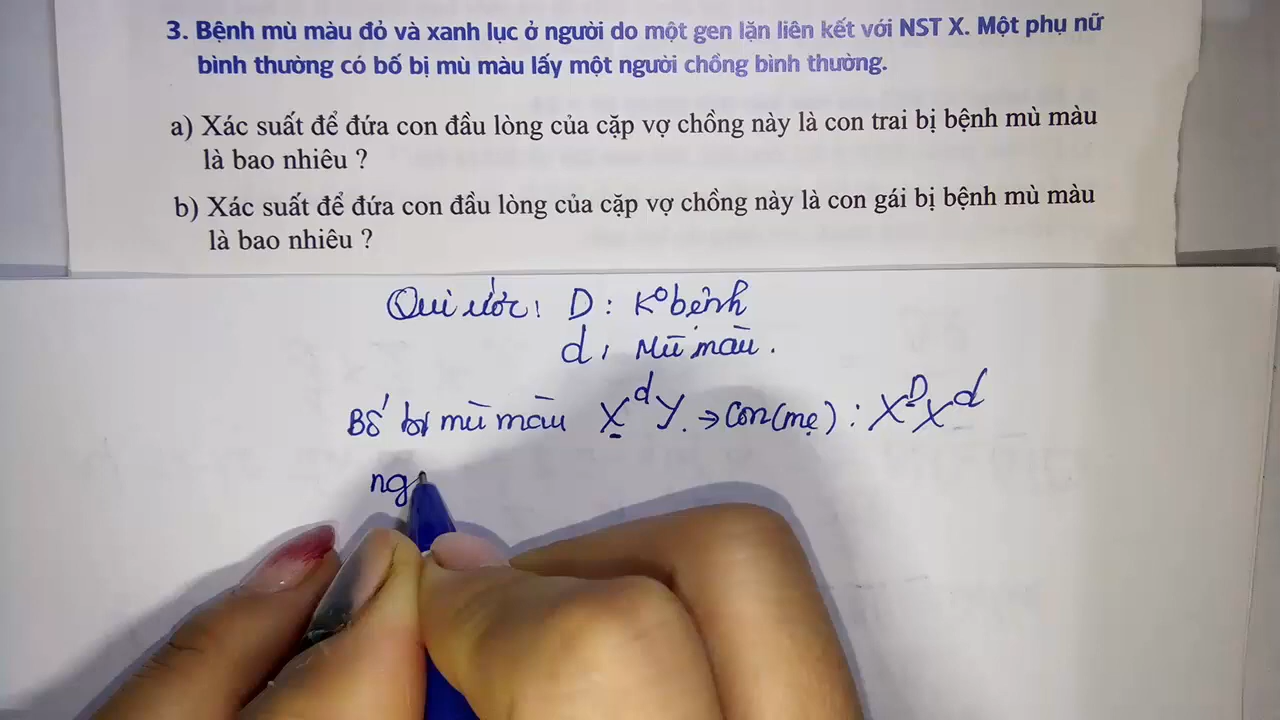 3. Bệnh mù màu đỏ và xanh lục ở người do một gen lặn liên kết với NST X. Một phụ nữ
bình thường có bố bị mù màu lấy một người chồng bình thường.
a) Xác suất để đứa con đầu lòng của cặp vợ chồng này là con trai bị bệnh mù màu
là bao nhiêu ?
b) Xác suất để đứa con đầu lòng của cặp vợ chồng này là con gái bị bệnh mù màu
là bao nhiêu ?
Qui ước: D: K° bệnh
d: Mù màu.
Bố bị mù màu XᵈY. → Con (mẹ): XᴰXᵈ
ng